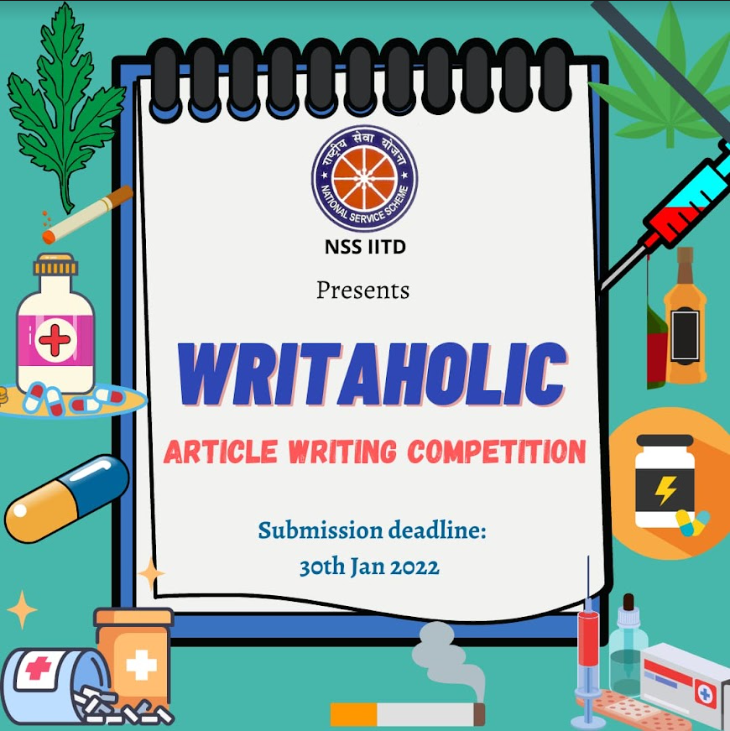 राष्ट्रीय सेवा योजना
NATIONAL SERVICE SCHEME
NSS IITD
Presents
WRITAHOLIC
ARTICLE WRITING COMPETITION
Submission deadline:
30th Jan 2022